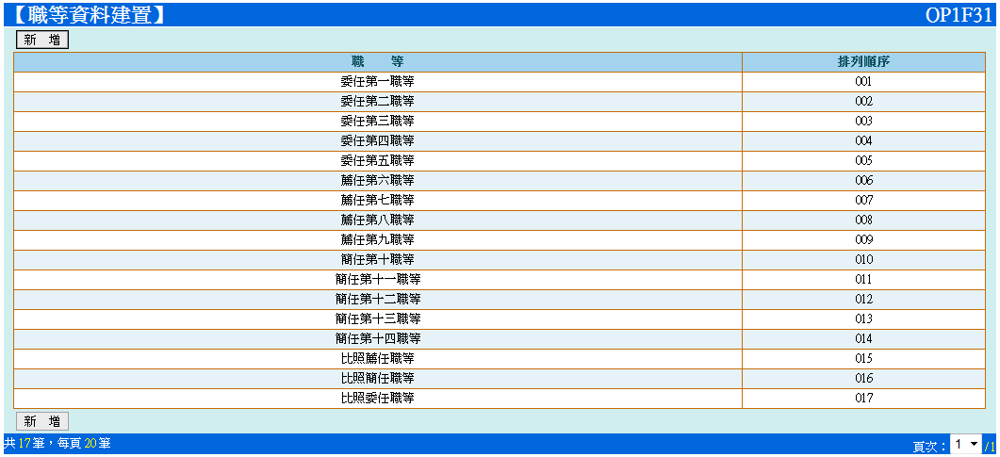 【職等資料建置】 OP1F31
新 增
職 等 排列順序
委任第一職等 001
委任第二職等 002
委任第三職等 003
委任第四職等 004
委任第五職等 005
薦任第六職等 006
薦任第七職等 007
薦任第八職等 008
薦任第九職等 009
簡任第十職等 010
簡任第十一職等 011
簡任第十二職等 012
簡任第十三職等 013
簡任第十四職等 014
比照薦任職等 015
比照簡任職等 016
比照委任職等 017
新 增
共17筆，每頁20筆 頁次：1 /1